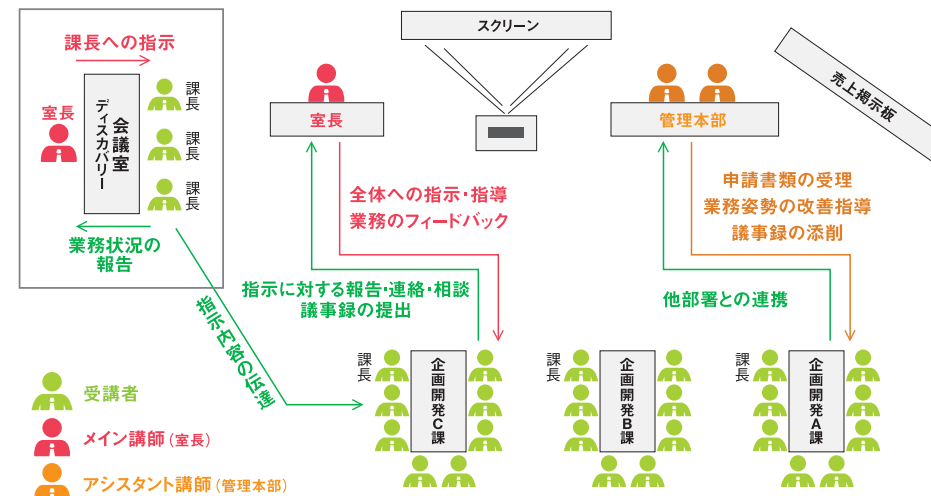 課長への指示
室長
会議室
ディスカバリー
課長
課長
課長
業務状況の
報告
スクリーン
室長
管理本部
売上掲示板
全体への指示・指導
業務のフィードバック
申請書類の受理
業務姿勢の改善指導
議事録の添削
指示に対する報告・連絡・相談
議事録の提出
他部署との連携
指示内容の伝達
課長
企画開発C課
課長
企画開発B課
課長
企画開発A課
受講者
メイン講師（室長）
アシスタント講師（管理本部）